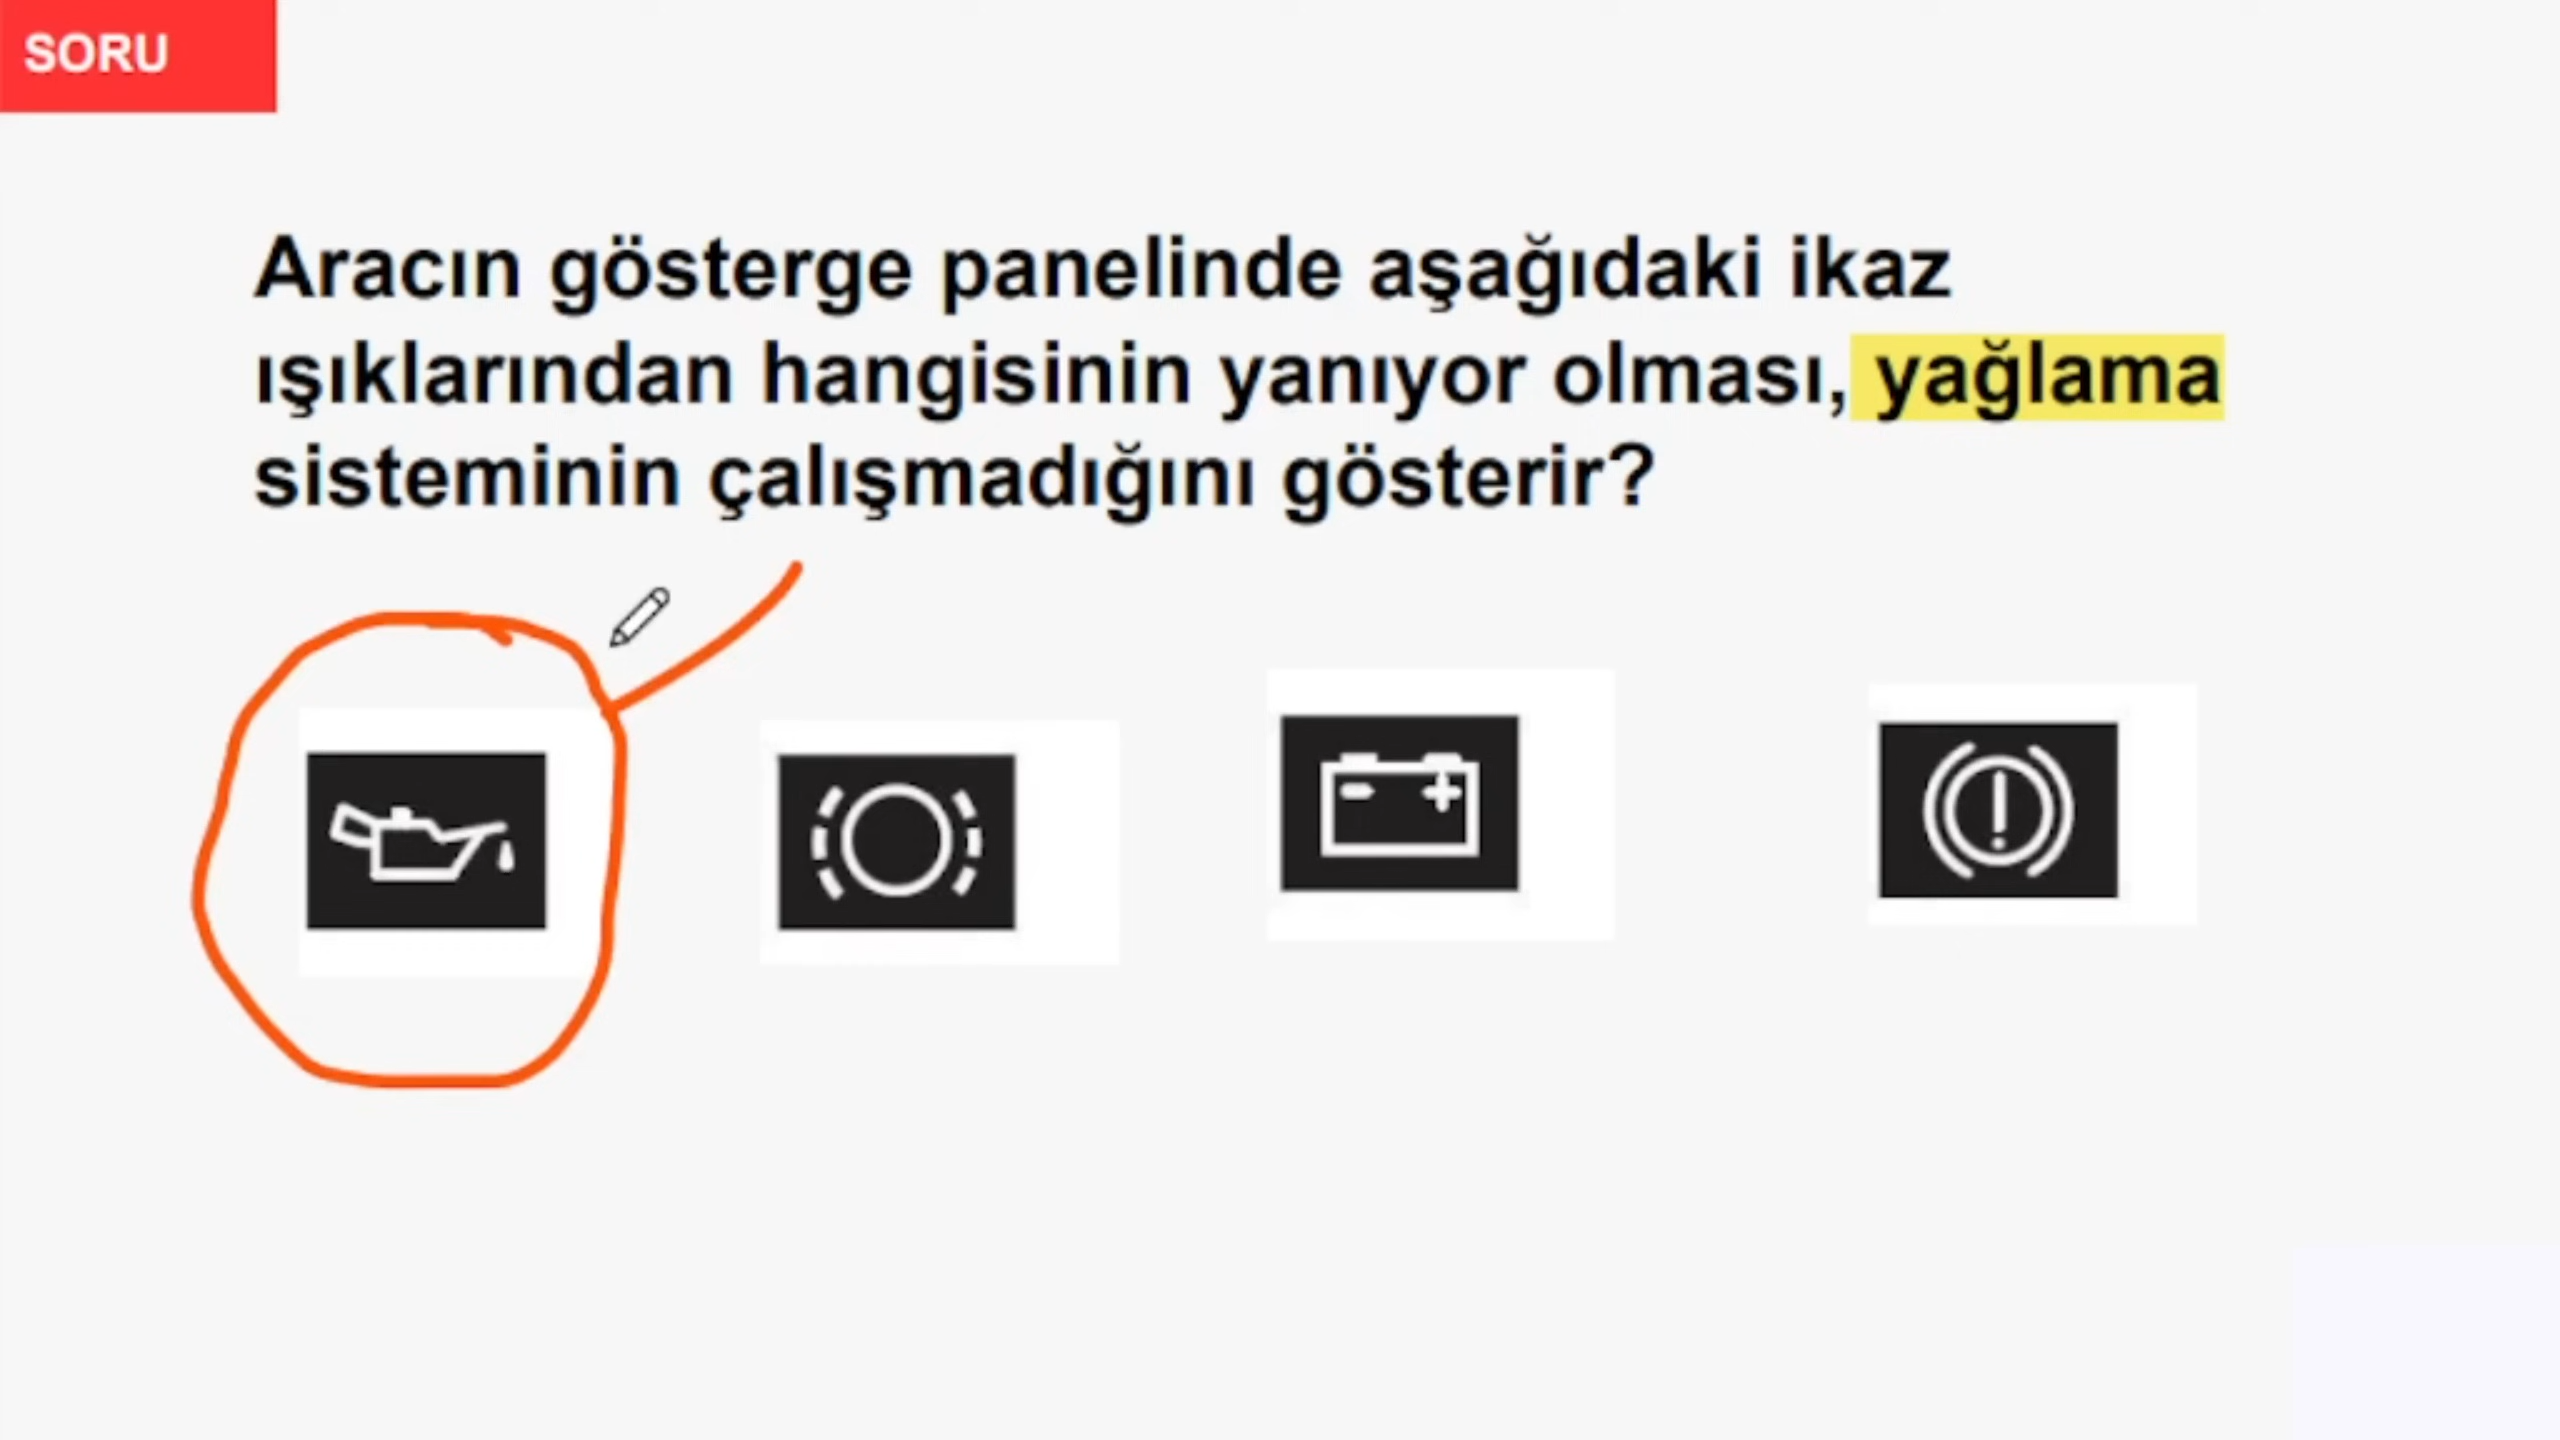 SORU
Aracın gösterge panelinde aşağıdaki ikaz
ışıklarından hangisinin yanıyor olması, yağlama
sisteminin çalışmadığını gösterir?